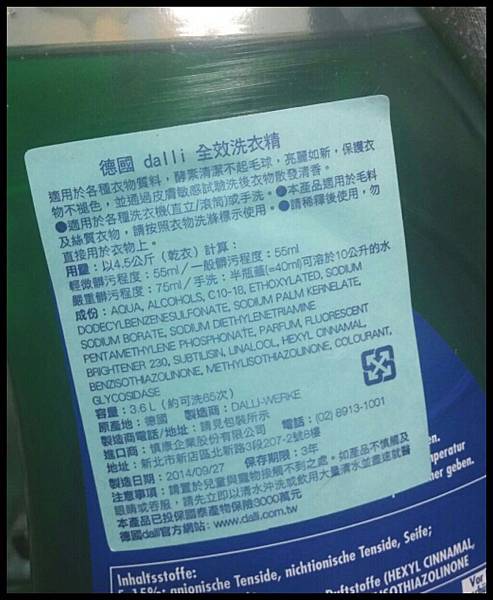 德國 dalli 全效洗衣精
適用於各種衣物質料，酵素清潔不起毛球，亮麗如新，保護衣
物不褪色，並通過皮膚敏感試驗洗後衣物散發清香。
●適用於各種洗衣機(直立/滾筒)或手洗。●本產品不適用於毛料
及絲質衣物，請按照衣物洗滌標示使用。●請稀釋後使用，勿
直接用於衣物上。
用量：以4.5公斤（乾衣）計算：
輕微髒污程度：55ml／一般髒污程度：55ml
嚴重髒污程度：75ml／手洗：半瓶蓋(=40ml)可溶於10公升的水
成份：AQUA, ALCOHOLS, C10-18, ETHOXYLATED, SODIUM
DODECYLBENZENESULFONATE, SODIUM PALM KERNELATE,
SODIUM BORATE, SODIUM DIETHYLENETRIAMINE
PENTAMETHYLENE PHOSPHONATE, PARFUM, FLUORESCENT
BRIGHTENER 230, SUBTILISIN, LINALOOL, HEXYL CINNAMAL,
BENZISOTHIAZOLINONE, METHYLISOTHIAZOLINONE, COLOURANT,
GLYCOSIDASE
容量：3.6L（約可洗65次）
原產地：德國　製造商：DALLI-WERKE
製造商電話/地址：請見包裝所示
進口商：慎康企業股份有限公司　電話：(02) 8913-1001
地址：新北市新店區北新路3段207-2號8樓
製造日期：2014/09/27　保存期限：3年
注意事項：請置於兒童與寵物接觸不到之處。如產品不慎觸及
眼睛或吞服，請先立即以清水沖洗或飲用大量清水並盡速就醫
本產品已投保國泰產物保險3000萬元
德國dalli官方網站: www.dalli.com.tw
en.
mperatur
er geben.
Inhaltsstoffe:
5-15%: anionische Tenside, nichtionische Tenside, Seife;
Duftstoffe (HEXYL CINNAMAL,
ISOTHIAZOLINONE
Vor